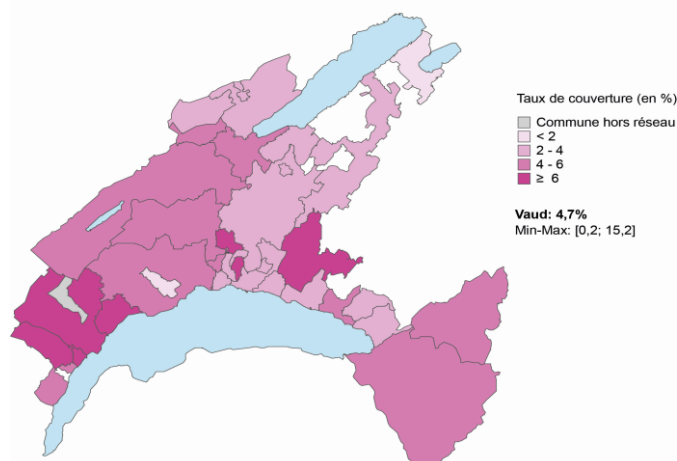 Taux de couverture (en %)
Commune hors réseau
< 2
2 - 4
4 - 6
≥ 6
Vaud: 4,7%
Min-Max: [0,2; 15,2]